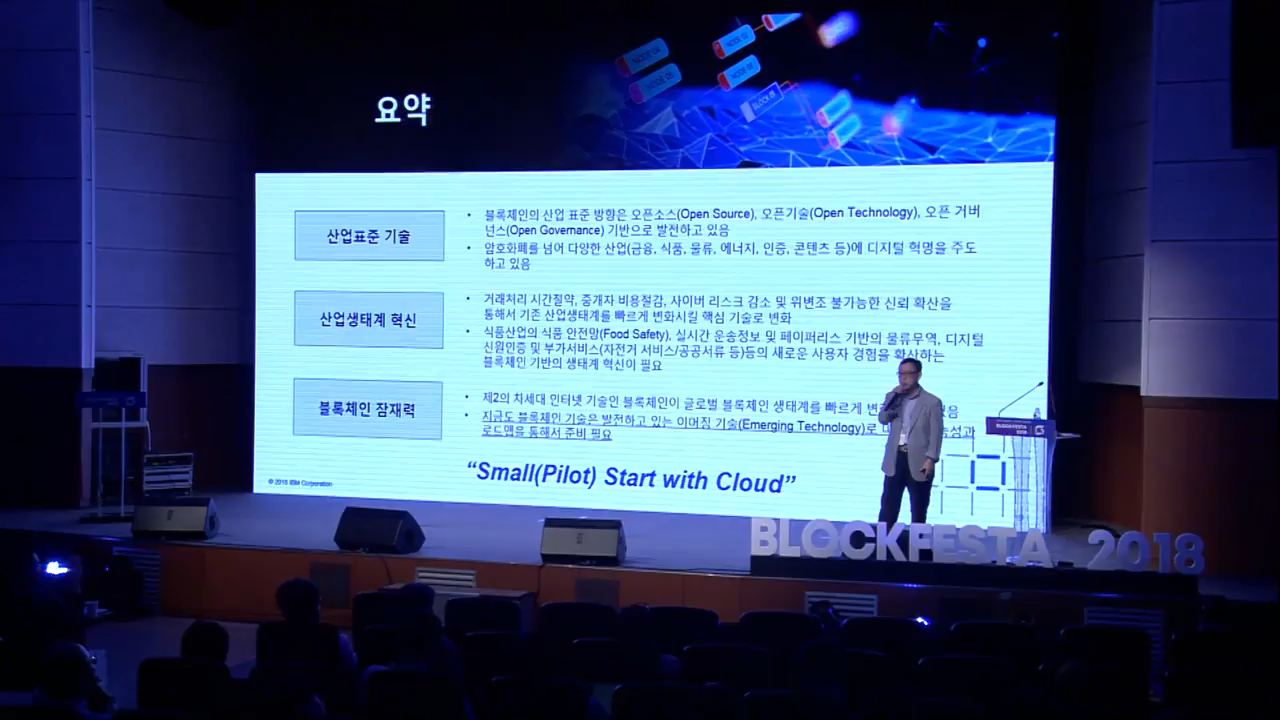 요약
NODE 04
NODE 05
NODE 02
NODE 03
BLOCK
산업표준 기술
• 블록체인의 산업 표준 방향은 오픈소스(Open Source), 오픈기술(Open Technology), 오픈 거버
넌스(Open Governance) 기반으로 발전하고 있음
• 암호화폐를 넘어 다양한 산업(금융, 식품, 물류, 에너지, 인증, 콘텐츠 등)에 디지털 혁명을 주도
하고 있음
산업생태계 혁신
• 거래처리 시간절약, 중개자 비용절감, 사이버 리스크 감소 및 위변조 불가능한 신뢰 확산을
통해서 기존 산업생태계를 빠르게 변화시킬 핵심 기술로 변화
• 식품산업의 식품 안전망(Food Safety), 실시간 운송정보 및 페이퍼리스 기반의 물류무역, 디지털
신원인증 및 부가서비스(자전거 서비스/공공서류 등)등의 새로운 사용자 경험을 확산하는
블록체인 기반의 생태계 혁신이 필요
블록체인 잠재력
• 제2의 차세대 인터넷 기술인 블록체인이 글로벌 블록체인 생태계를 빠르게 있음
• 지금도 블록체인 기술은 발전하고 있는 이머징 기술(Emerging Technology)로
로드맵을 통해서 준비 필요
“Small(Pilot) Start with Cloud”
© 2018 IBM Corporation
BLOCKFESTA
2018
BLOCKFESTA 2018